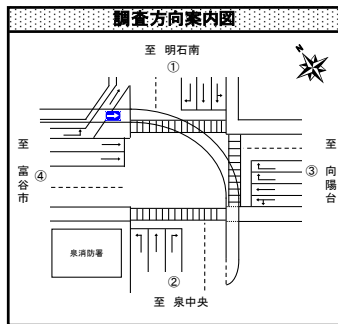 調査方向案内図
至 明石南
①
N
至 富谷市
④
至 向陽台
③
泉消防署
②
至 泉中央